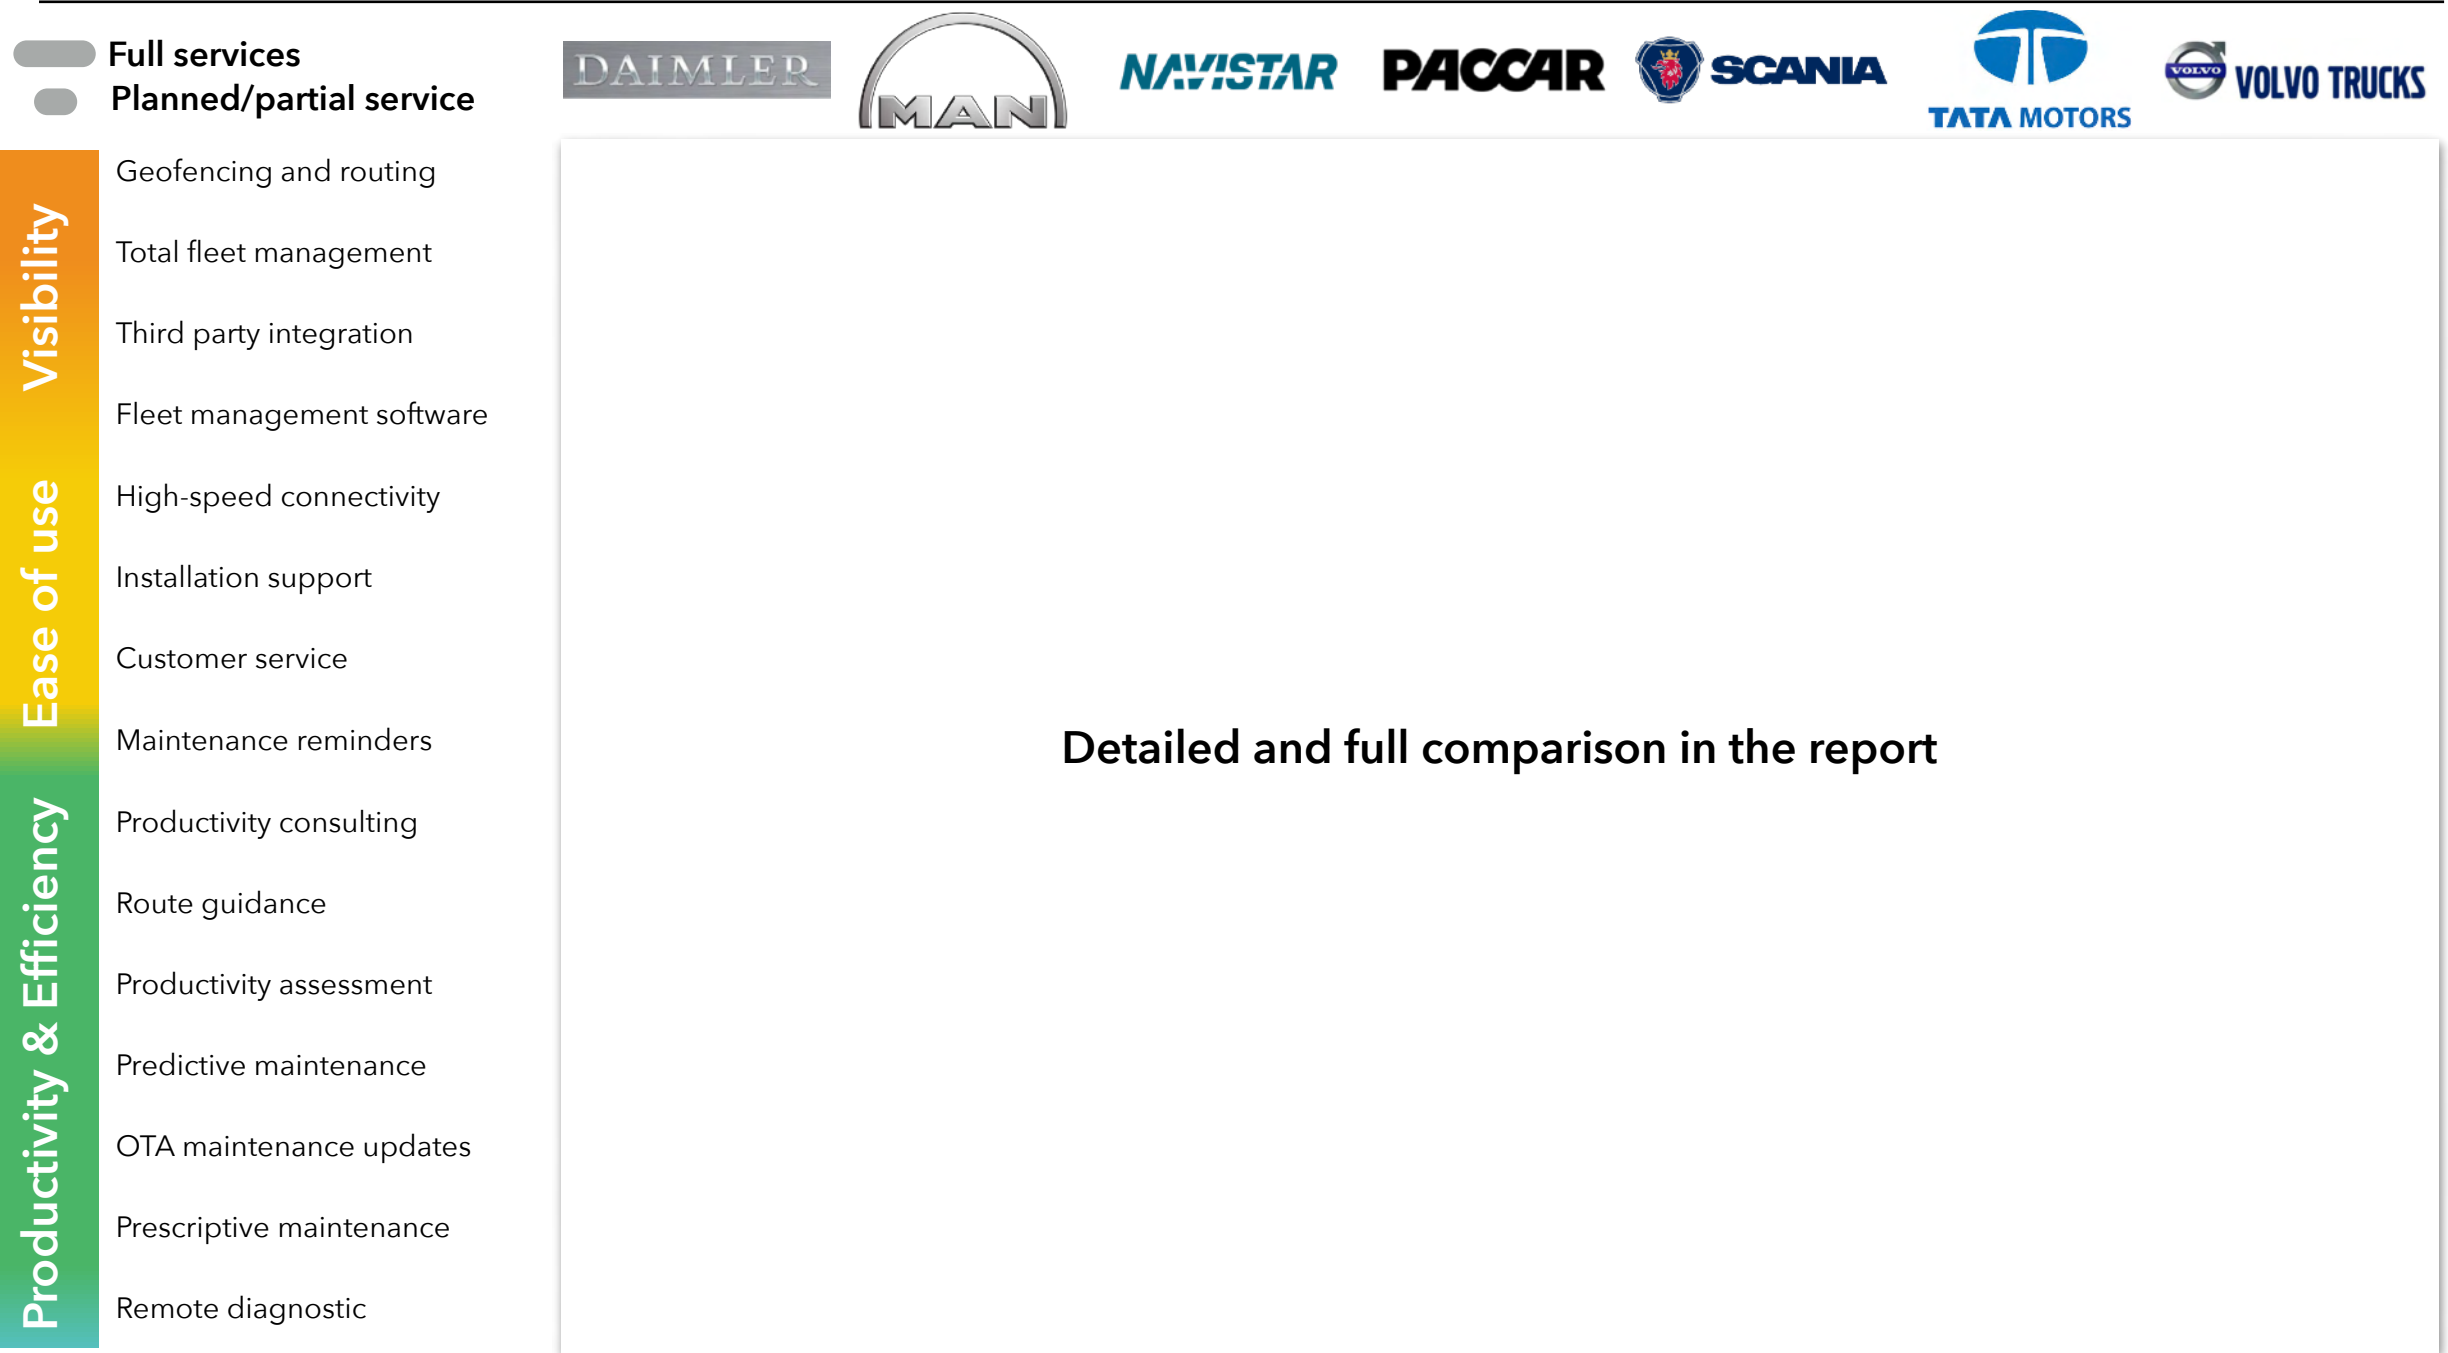 Full services
Planned/partial service
DAIMLER
MAN
NAVISTAR
PACCAR
SCANIA
TATA MOTORS
VOLVO
VOLVO TRUCKS
Visibility
Geofencing and routing
Total fleet management
Third party integration
Fleet management software
Ease of use
High-speed connectivity
Installation support
Customer service
Maintenance reminders
Productivity & Efficiency
Productivity consulting
Route guidance
Productivity assessment
Predictive maintenance
OTA maintenance updates
Prescriptive maintenance
Remote diagnostic
Detailed and full comparison in the report